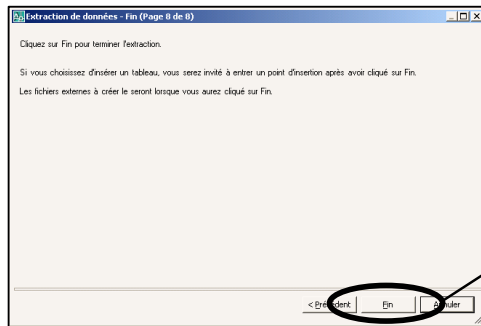 Extraction de données - Fin (Page 8 de 8)
Cliquez sur Fin pour terminer l'extraction.
Si vous choisissez d'insérer un tableau, vous serez invité à entrer un point d'insertion après avoir cliqué sur Fin.
Les fichiers externes à créer le seront lorsque vous aurez cliqué sur Fin.
< Précédent Fin Annuler